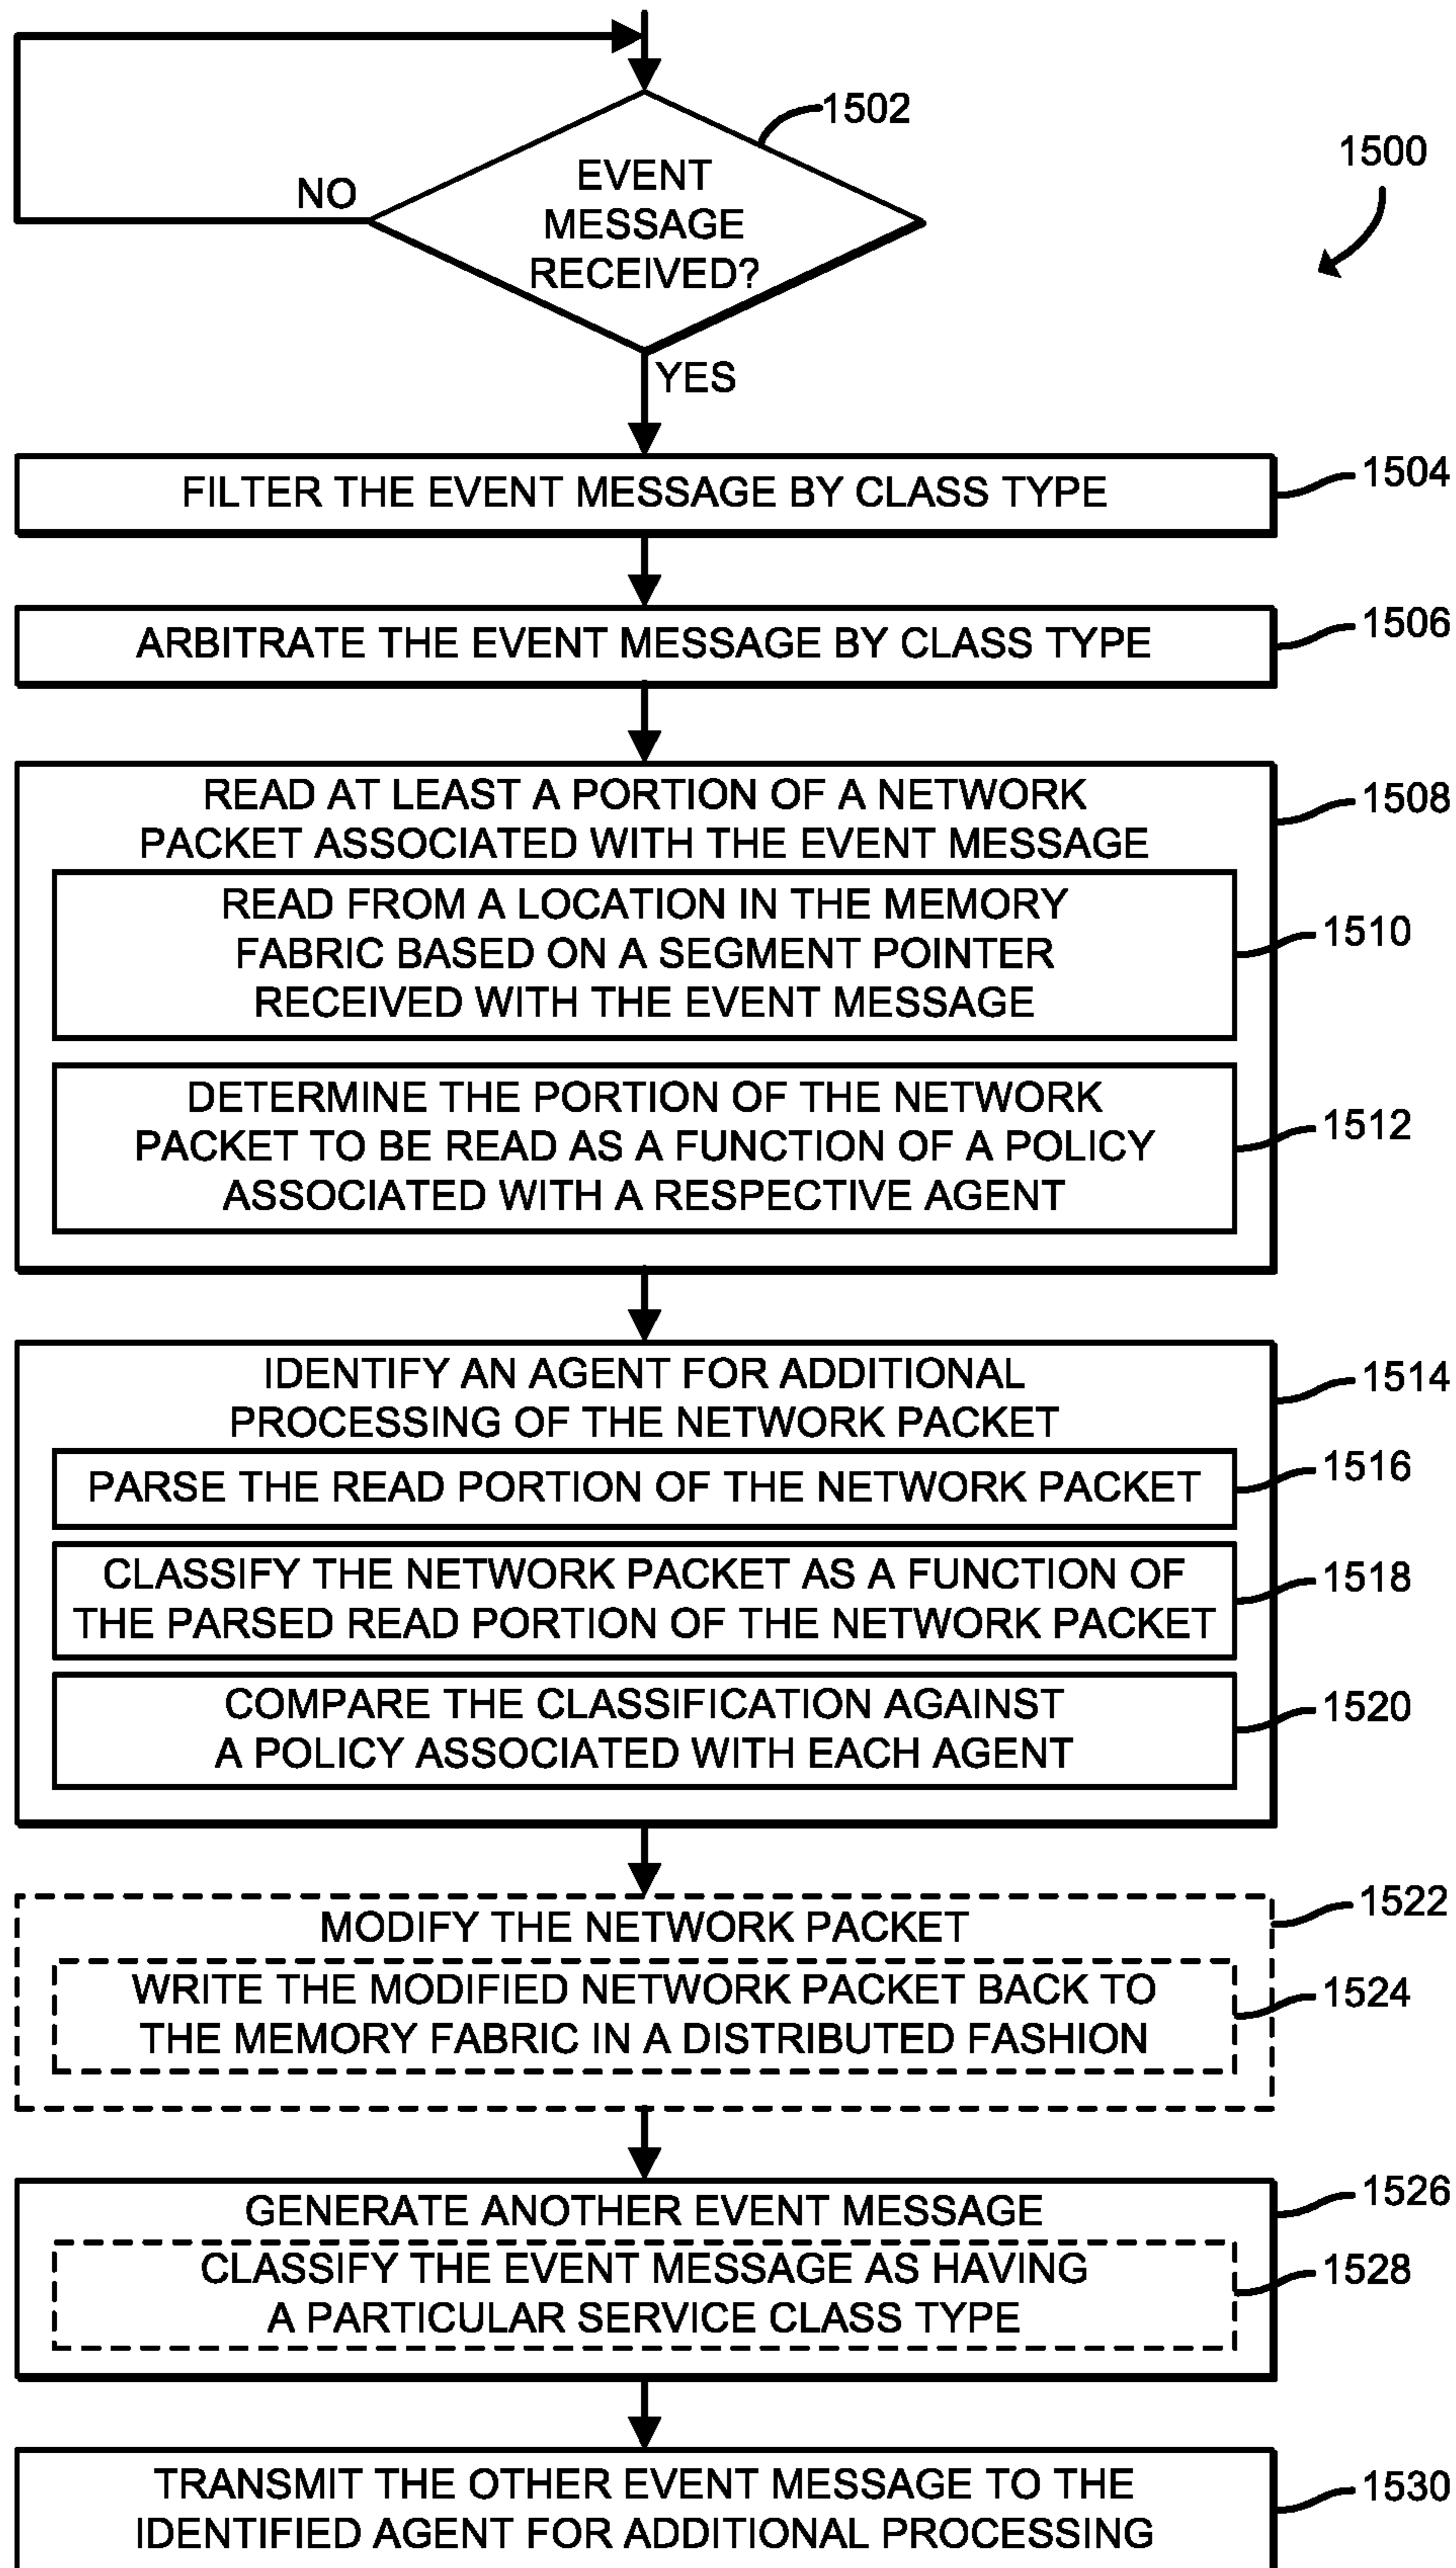 1502
1500
EVENT
MESSAGE
RECEIVED?
NO
YES
FILTER THE EVENT MESSAGE BY CLASS TYPE
1504
ARBITRATE THE EVENT MESSAGE BY CLASS TYPE
1506
READ AT LEAST A PORTION OF A NETWORK
PACKET ASSOCIATED WITH THE EVENT MESSAGE
1508
READ FROM A LOCATION IN THE MEMORY
FABRIC BASED ON A SEGMENT POINTER
RECEIVED WITH THE EVENT MESSAGE
1510
DETERMINE THE PORTION OF THE NETWORK
PACKET TO BE READ AS A FUNCTION OF A POLICY
ASSOCIATED WITH A RESPECTIVE AGENT
1512
IDENTIFY AN AGENT FOR ADDITIONAL
PROCESSING OF THE NETWORK PACKET
1514
PARSE THE READ PORTION OF THE NETWORK PACKET
1516
CLASSIFY THE NETWORK PACKET AS A FUNCTION OF
THE PARSED READ PORTION OF THE NETWORK PACKET
1518
COMPARE THE CLASSIFICATION AGAINST
A POLICY ASSOCIATED WITH EACH AGENT
1520
MODIFY THE NETWORK PACKET
1522
WRITE THE MODIFIED NETWORK PACKET BACK TO
THE MEMORY FABRIC IN A DISTRIBUTED FASHION
1524
GENERATE ANOTHER EVENT MESSAGE
1526
CLASSIFY THE EVENT MESSAGE AS HAVING
A PARTICULAR SERVICE CLASS TYPE
1528
TRANSMIT THE OTHER EVENT MESSAGE TO THE
IDENTIFIED AGENT FOR ADDITIONAL PROCESSING
1530